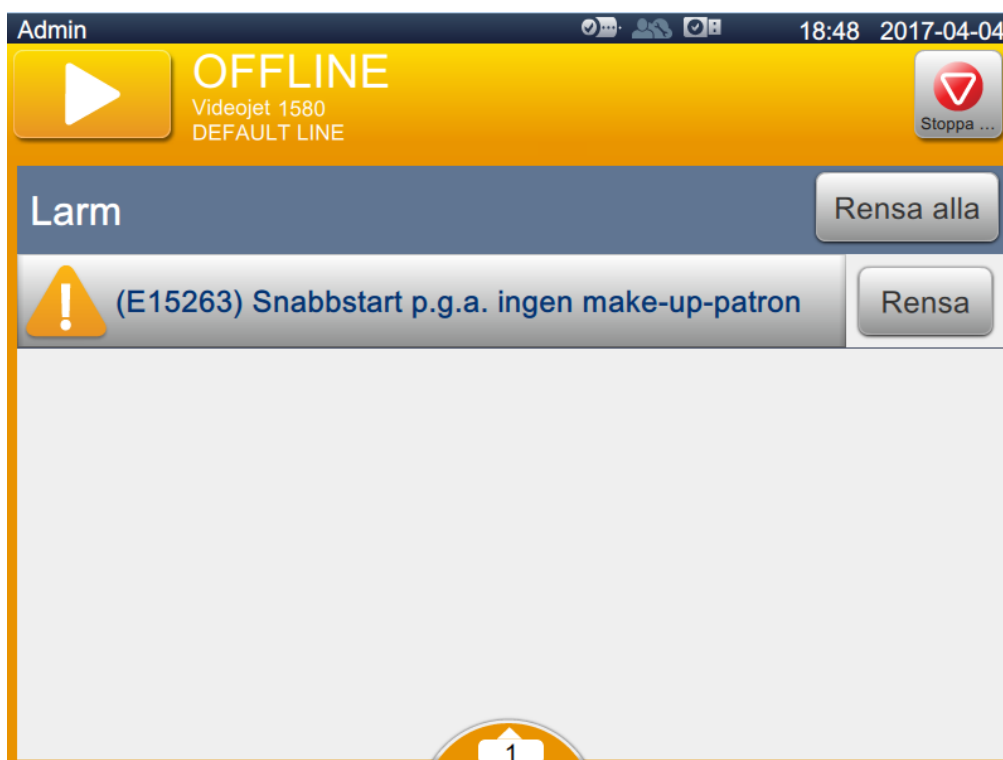 Admin
18:48 2017-04-04
OFFLINE
Videojet 1580
DEFAULT LINE
Stoppa ...
Larm
Rensa alla
(E15263) Snabbstart p.g.a. ingen make-up-patron
Rensa
1